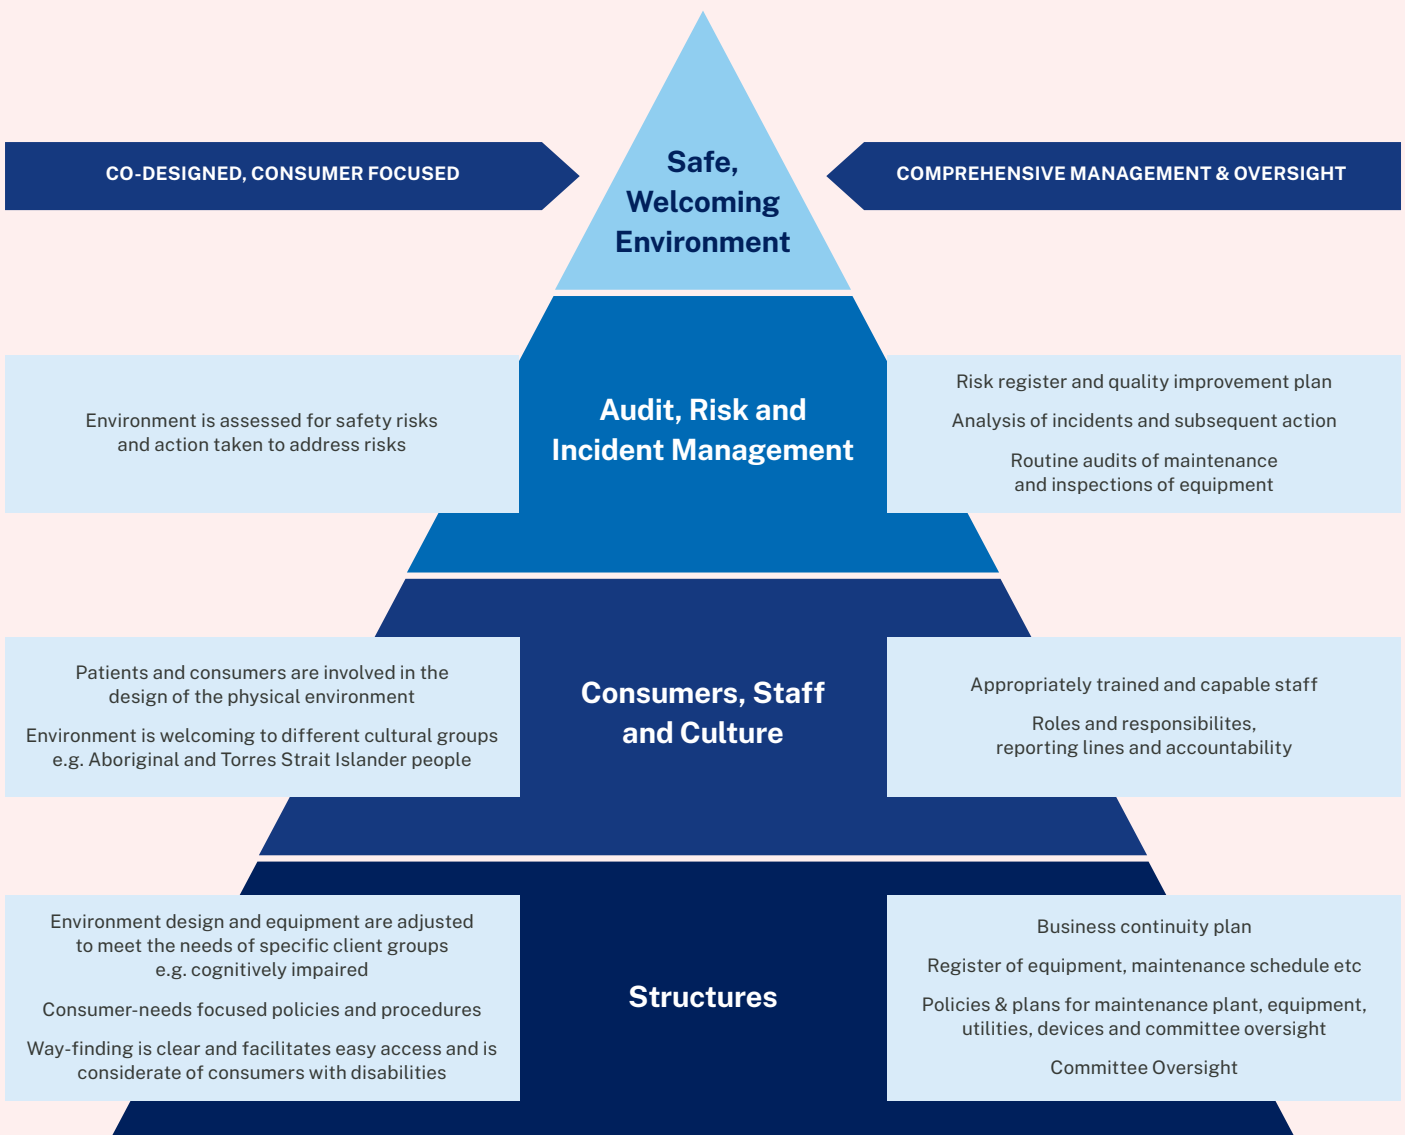 Safe,
Welcoming
Environment
CO-DESIGNED, CONSUMER FOCUSED
COMPREHENSIVE MANAGEMENT & OVERSIGHT
Environment is assessed for safety risks
and action taken to address risks
Audit, Risk and
Incident Management
Risk register and quality improvement plan
Analysis of incidents and subsequent action
Routine audits of maintenance
and inspections of equipment
Patients and consumers are involved in the
design of the physical environment
Environment is welcoming to different cultural groups
e.g. Aboriginal and Torres Strait Islander people
Consumers, Staff
and Culture
Appropriately trained and capable staff
Roles and responsibilites,
reporting lines and accountability
Environment design and equipment are adjusted
to meet the needs of specific client groups
e.g. cognitively impaired
Consumer-needs focused policies and procedures
Way-finding is clear and facilitates easy access and is
considerate of consumers with disabilities
Structures
Business continuity plan
Register of equipment, maintenance schedule etc
Policies & plans for maintenance plant, equipment,
utilities, devices and committee oversight
Committee Oversight